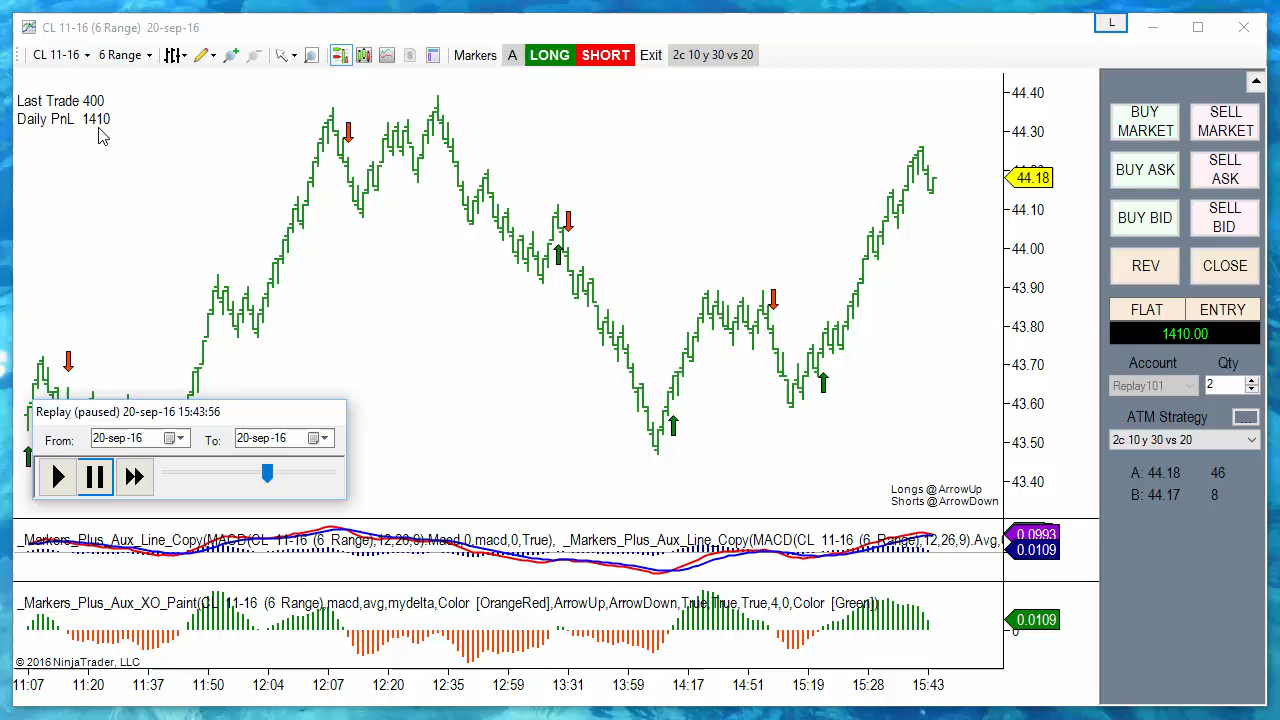 CL 11-16 (6 Range) 20-sep-16
L
CL 11-16 6 Range Markers A LONG SHORT Exit 2c 10 y 30 vs 20
Last Trade 400
Daily PnL 1410
44.40
44.30
44.18
44.10
44.00
43.90
43.80
43.70
43.60
43.50
43.40
Replay (paused) 20-sep-16 15:43:56
From: 20-sep-16 To: 20-sep-16
Longs @ArrowUp
Shorts @ArrowDown
_Markers_Plus_Aux_Line_Copy(MACD(CL 11-16 (6 Range),12,26,9).Macd,0,macd,0,True), _Markers_Plus_Aux_Line_Copy(MACD(CL 11-16 (6 Range),12,26,9).Avg,
0.0993
0.0109
_Markers_Plus_Aux_XO_Paint(CL 11-16 (6 Range),macd,avg,mydelta,Color [OrangeRed],ArrowUp,ArrowDown,True,True,True,4,0,Color [Green])
0.0109
0
© 2016 NinjaTrader, LLC
11:07 11:20 11:37 11:50 12:04 12:07 12:20 12:35 12:59 13:31 13:59 14:17 14:51 15:19 15:28 15:43
BUY MARKET
SELL MARKET
BUY ASK
SELL ASK
BUY BID
SELL BID
REV
CLOSE
FLAT
ENTRY
1410.00
Account Qty
Replay101 2
ATM Strategy
2c 10 y 30 vs 20
A: 44.18 46
B: 44.17 8